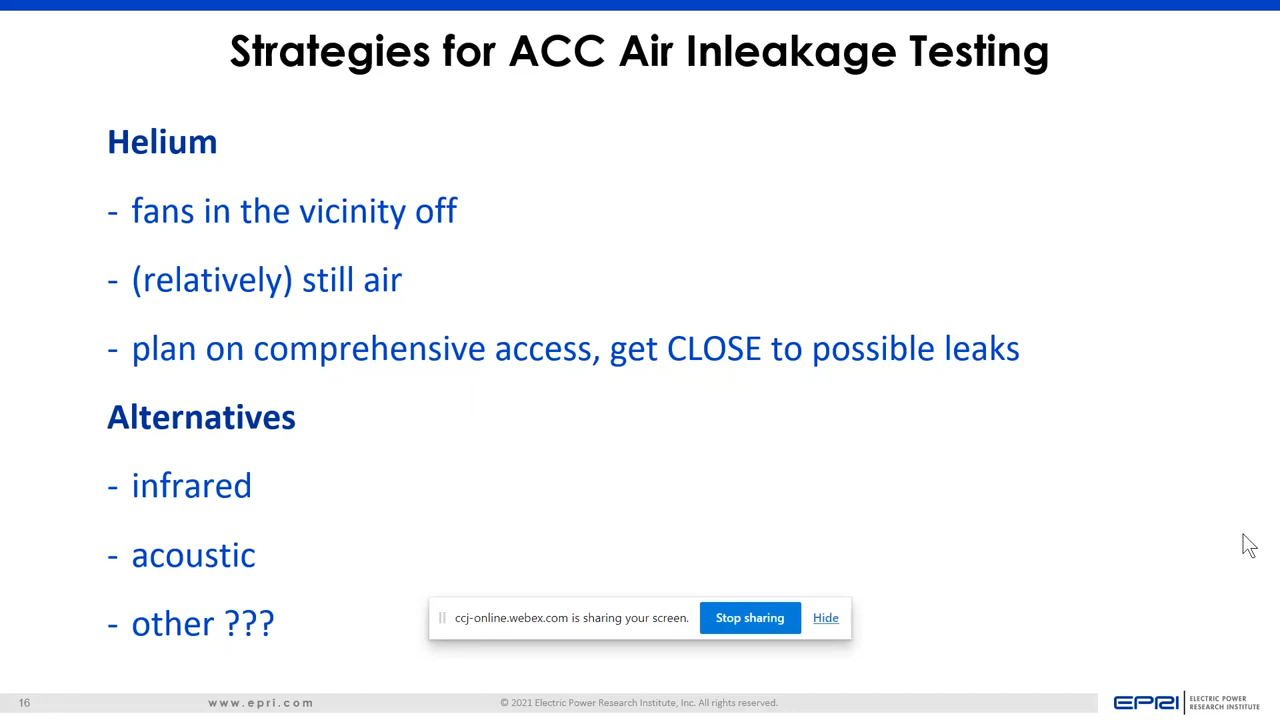 Strategies for ACC Air Inleakage Testing
Helium
- fans in the vicinity off
- (relatively) still air
- plan on comprehensive access, get CLOSE to possible leaks
Alternatives
- infrared
- acoustic
- other ???
ccj-online.webex.com is sharing your screen.
Stop sharing
Hide
16
www.epri.com
© 2021 Electric Power Research Institute, Inc. All rights reserved.
EPRI
ELECTRIC POWER
RESEARCH INSTITUTE